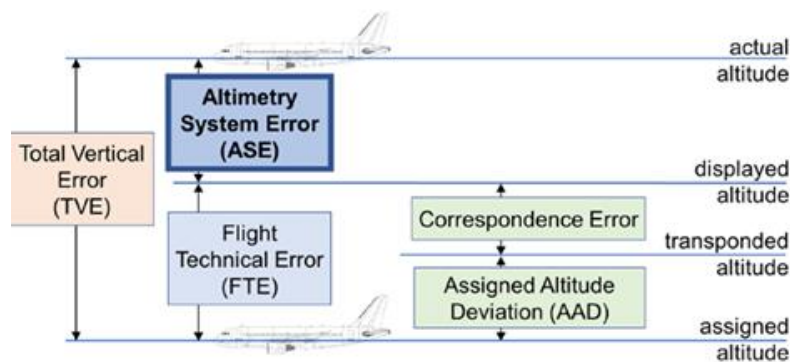 actual
altitude
Altimetry
System Error
(ASE)
Total Vertical
Error
(TVE)
displayed
altitude
Flight
Technical Error
(FTE)
Correspondence Error
transponded
altitude
Assigned Altitude
Deviation (AAD)
assigned
altitude